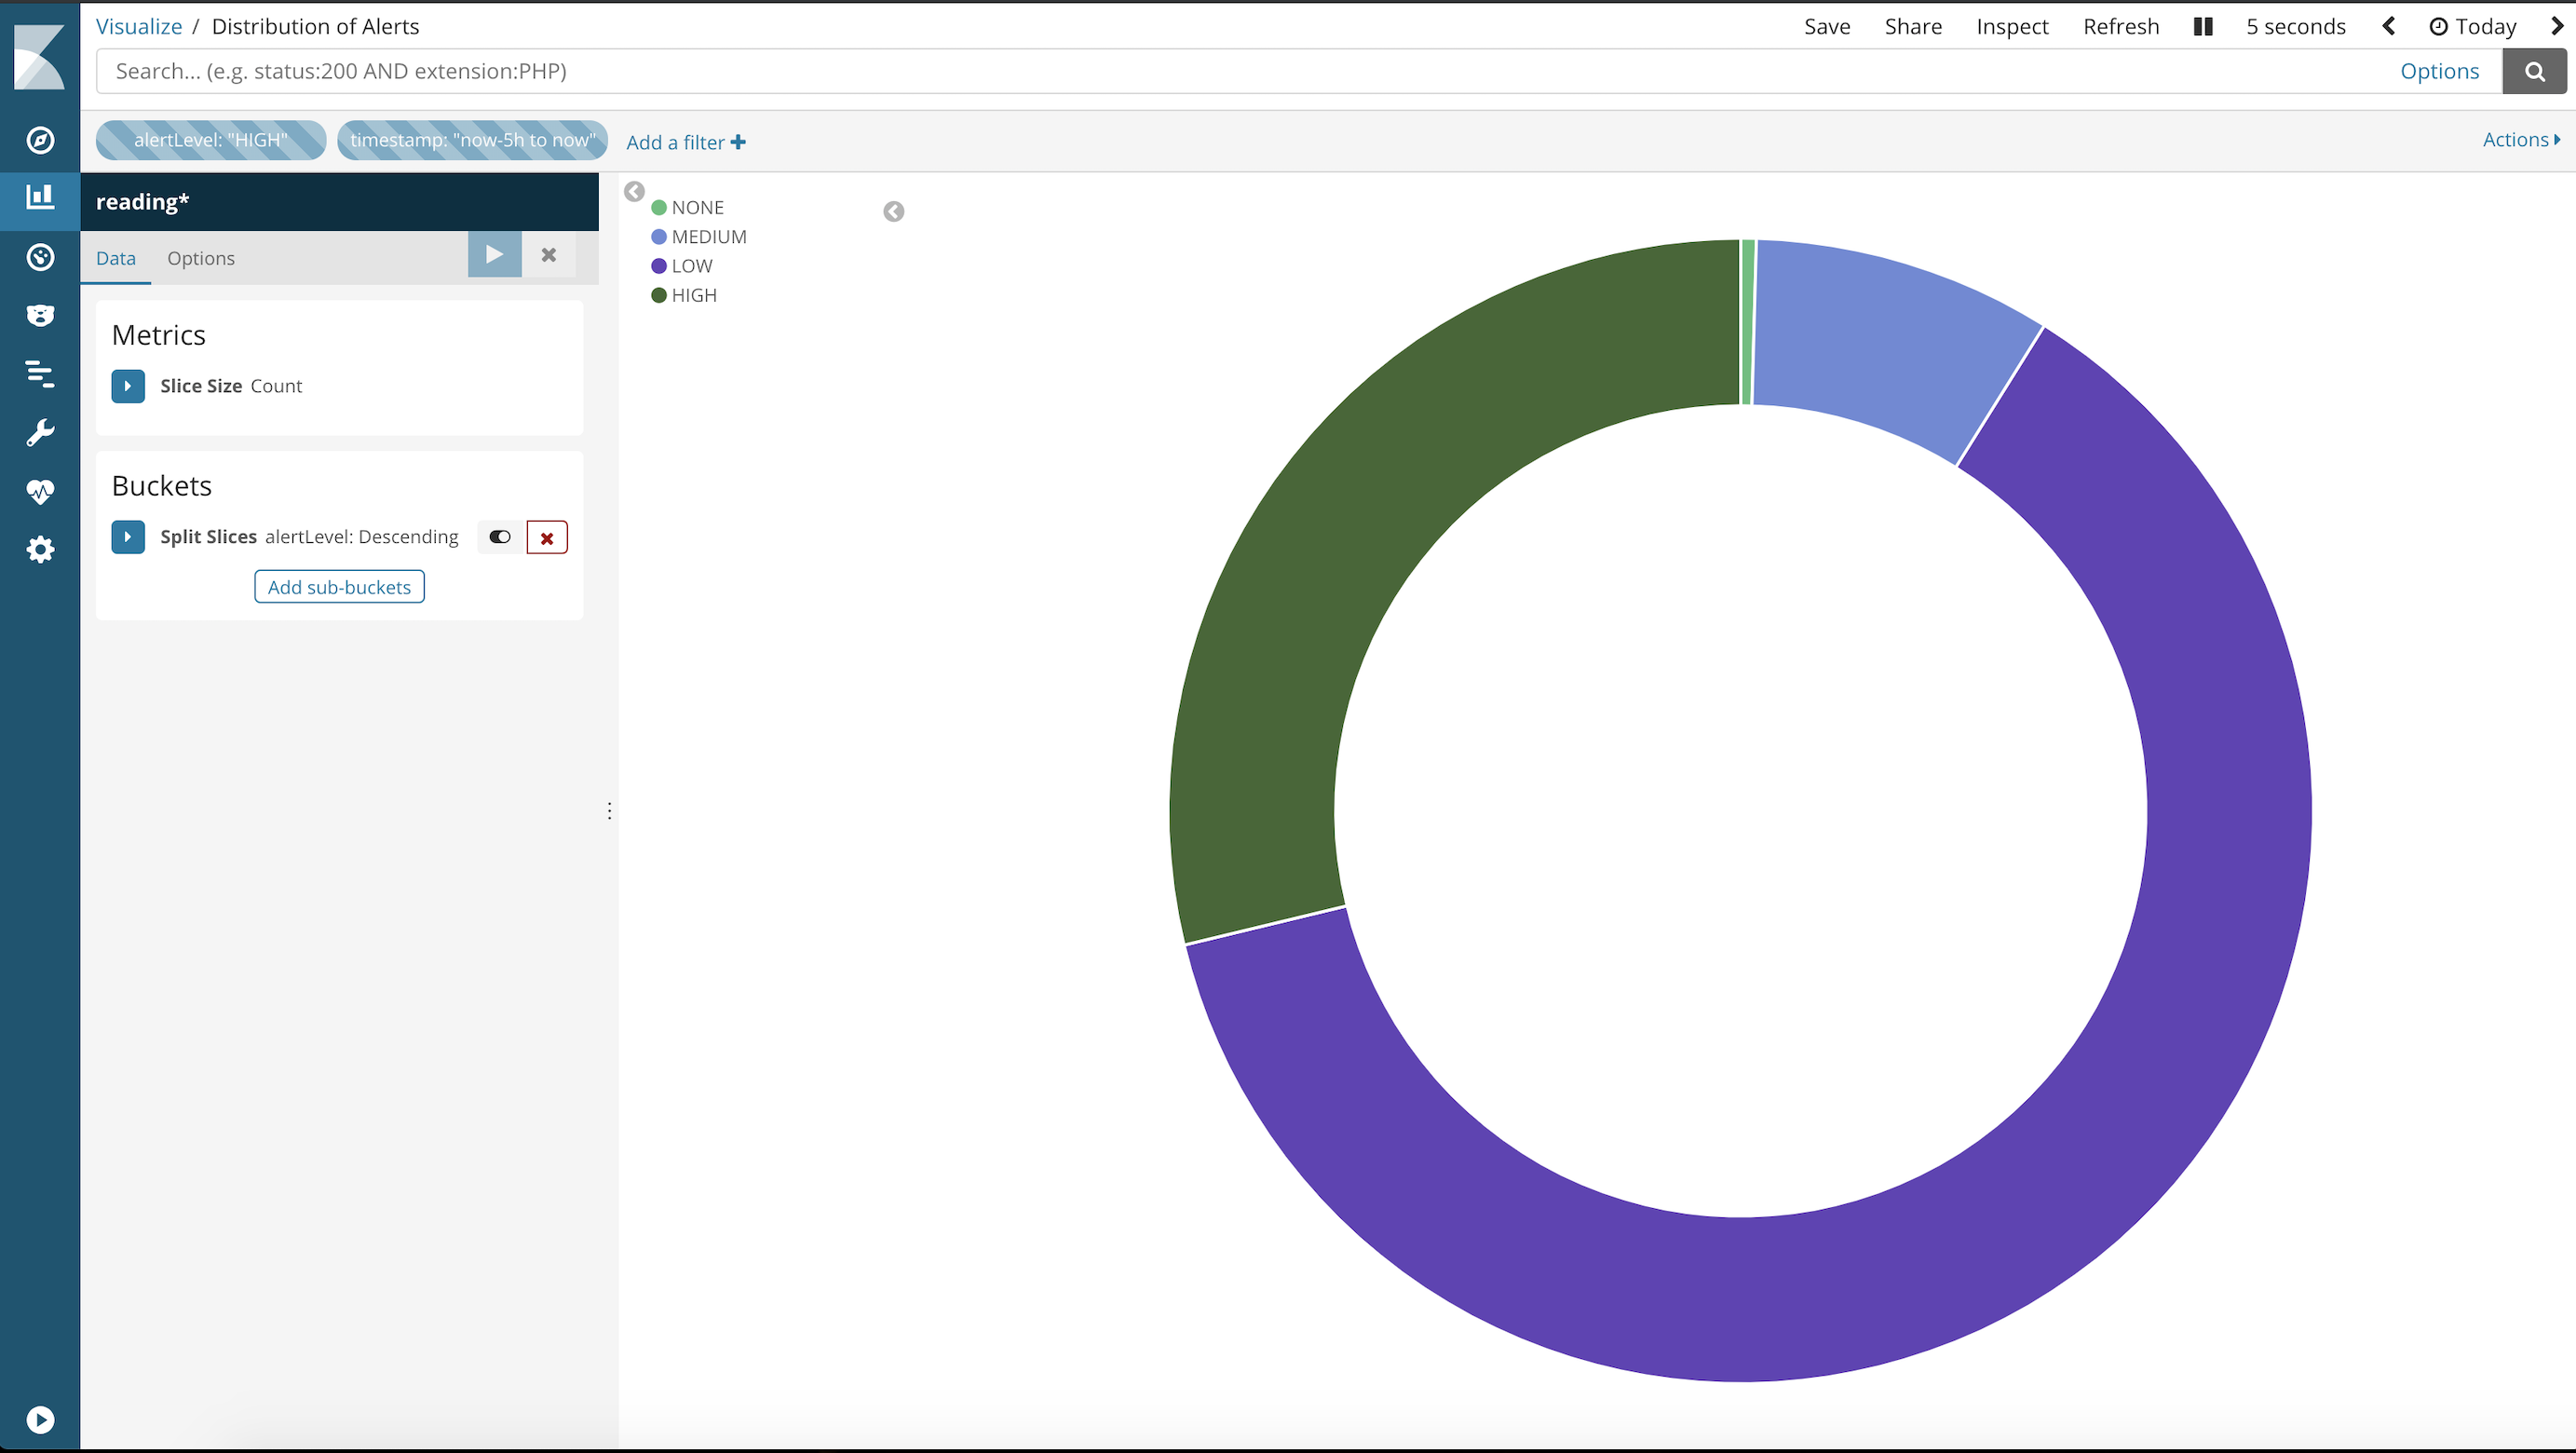 Visualize / Distribution of Alerts
Save Share Inspect Refresh 5 seconds Today
Search... (e.g. status:200 AND extension:PHP)
Options
alertLevel: "HIGH" timestamp: "now-5h to now" Add a filter
Actions
reading*
Data Options
Metrics
Slice Size Count
Buckets
Split Slices alertLevel: Descending
Add sub-buckets
NONE
MEDIUM
LOW
HIGH